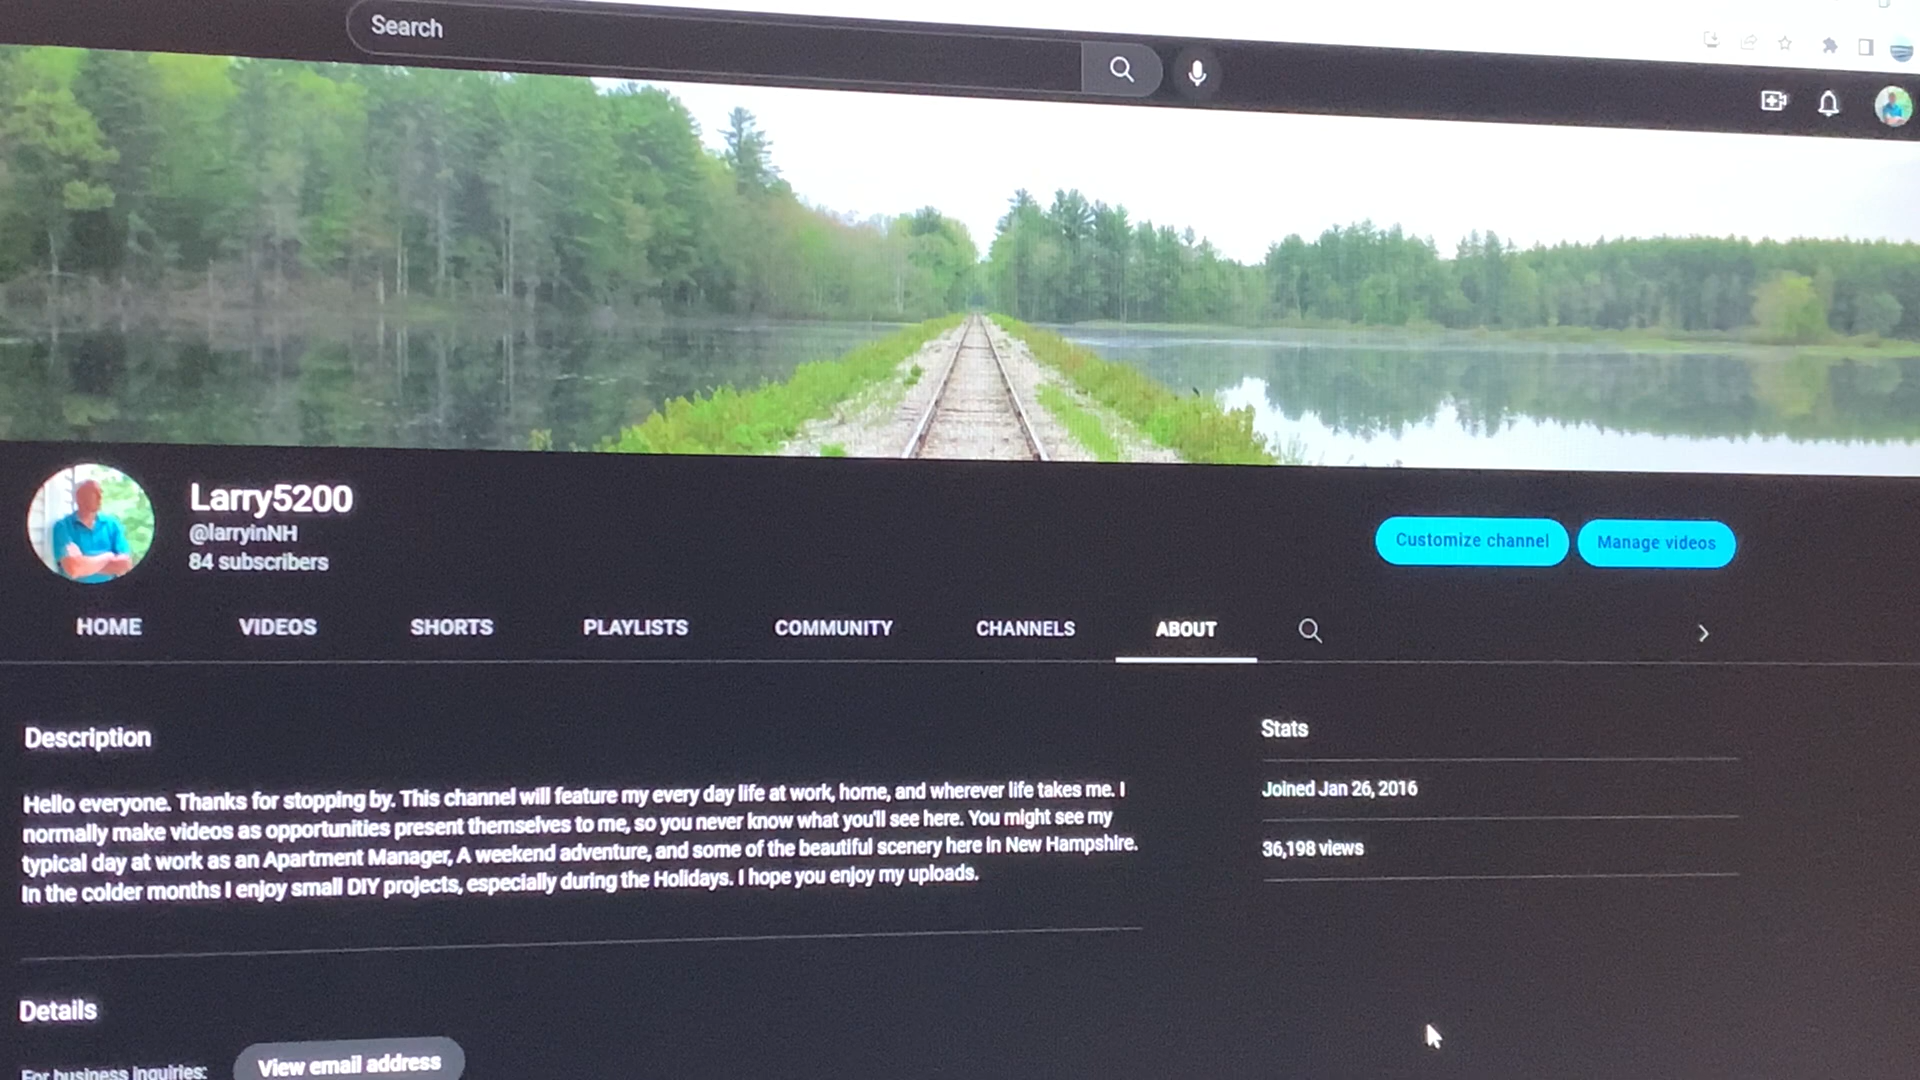 Search
Larry5200
@larryinNH
84 subscribers
Customize channel
Manage videos
HOME
VIDEOS
SHORTS
PLAYLISTS
COMMUNITY
CHANNELS
ABOUT
Description
Hello everyone. Thanks for stopping by. This channel will feature my every day life at work, home, and wherever life takes me. I
normally make videos as opportunities present themselves to me, so you never know what you'll see here. You might see my
typical day at work as an Apartment Manager, A weekend adventure, and some of the beautiful scenery here in New Hampshire.
In the colder months I enjoy small DIY projects, especially during the Holidays. I hope you enjoy my uploads.
Stats
Joined Jan 26, 2016
36,198 views
Details
For business inquiries:
View email address